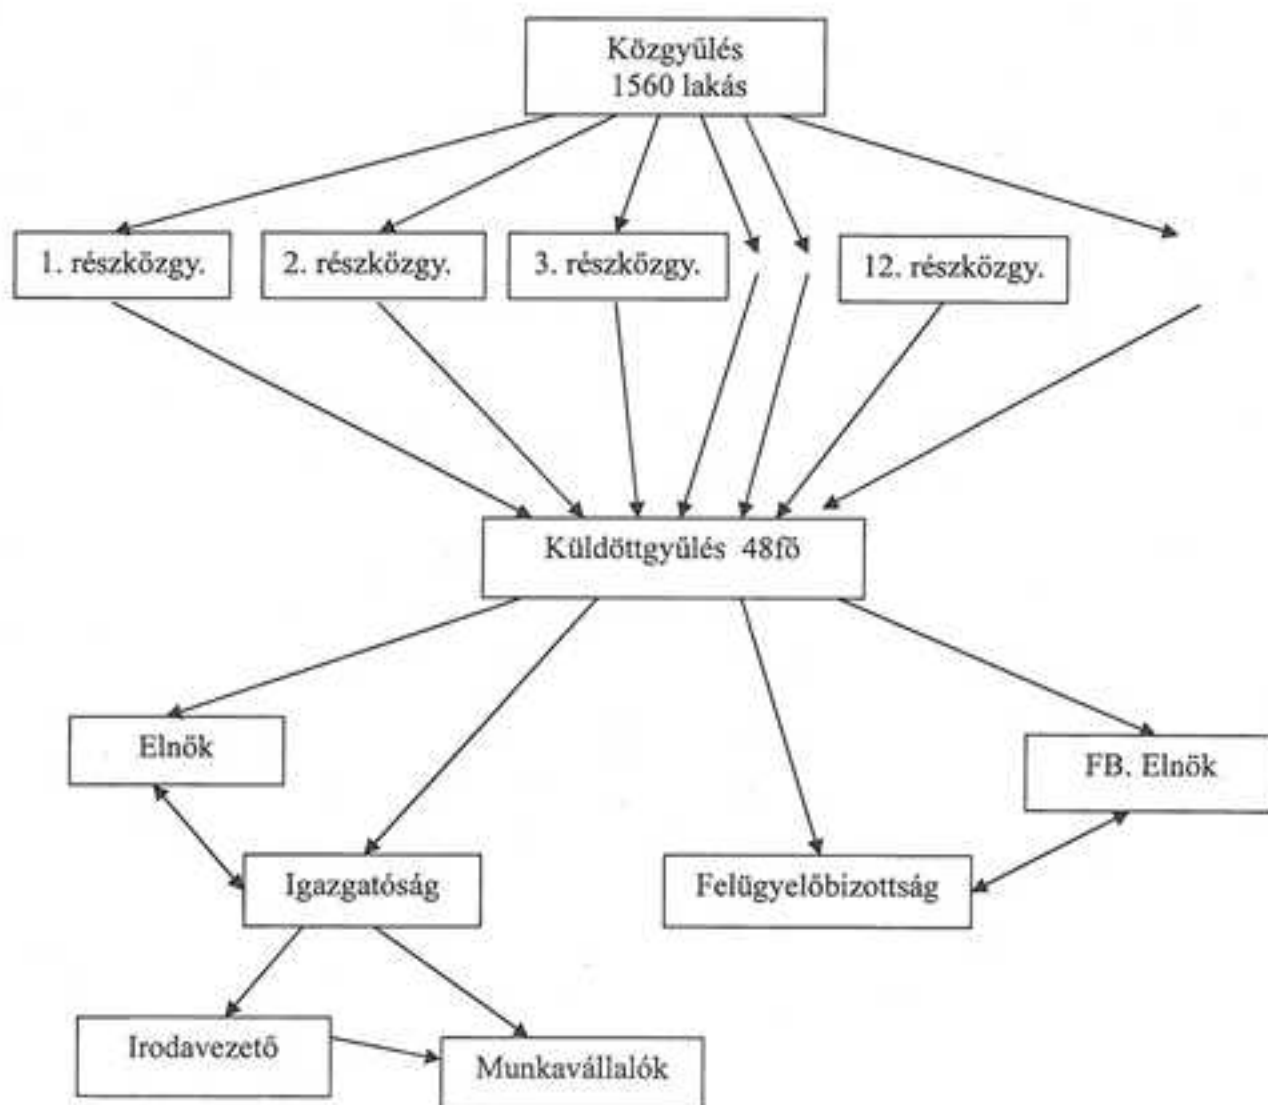 Közgyűlés
1560 lakás
1. részközgy.
2. részközgy.
3. részközgy.
12. részközgy.
Küldöttgyűlés 48fő
Elnök
FB. Elnök
Igazgatóság
Felügyelőbizottság
Irodavezető
Munkavállalók